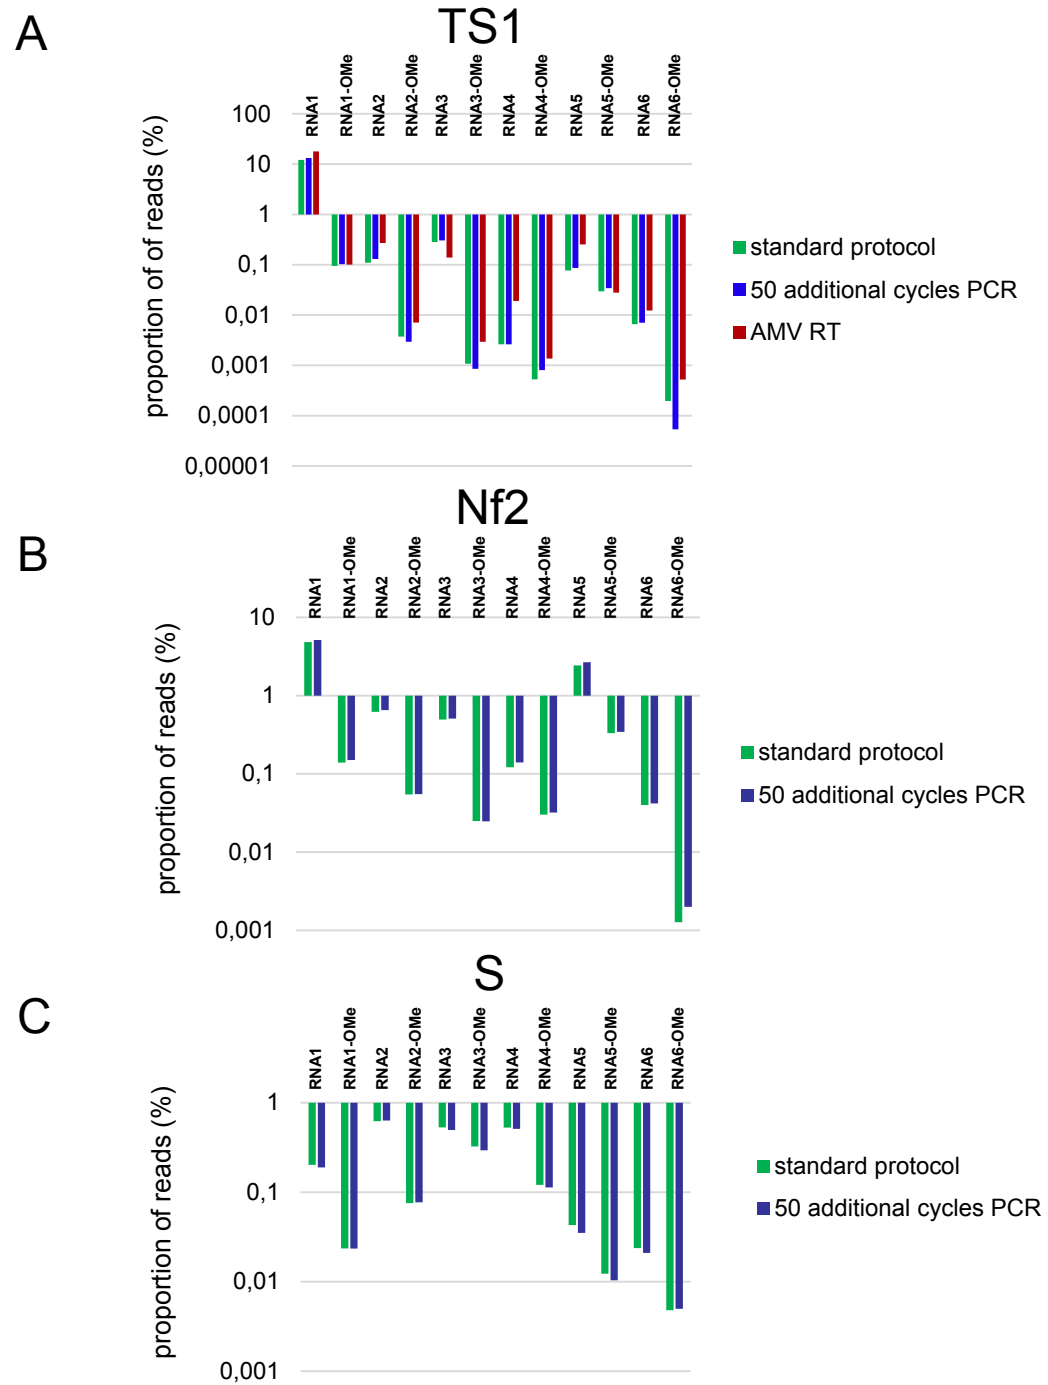 A
TS1
RNA1
RNA1-OMe
RNA2
RNA2-OMe
RNA3
RNA3-OMe
RNA4
RNA4-OMe
RNA5
RNA5-OMe
RNA6
RNA6-OMe
proportion of of reads (%)
100
10
1
0,1
0,01
0,001
0,0001
0,00001
standard protocol
50 additional cycles PCR
AMV RT
B
Nf2
RNA1
RNA1-OMe
RNA2
RNA2-OMe
RNA3
RNA3-OMe
RNA4
RNA4-OMe
RNA5
RNA5-OMe
RNA6
RNA6-OMe
proportion of reads (%)
10
1
0,1
0,01
0,001
standard protocol
50 additional cycles PCR
C
S
RNA1
RNA1-OMe
RNA2
RNA2-OMe
RNA3
RNA3-OMe
RNA4
RNA4-OMe
RNA5
RNA5-OMe
RNA6
RNA6-OMe
proportion of reads (%)
1
0,1
0,01
0,001
standard protocol
50 additional cycles PCR